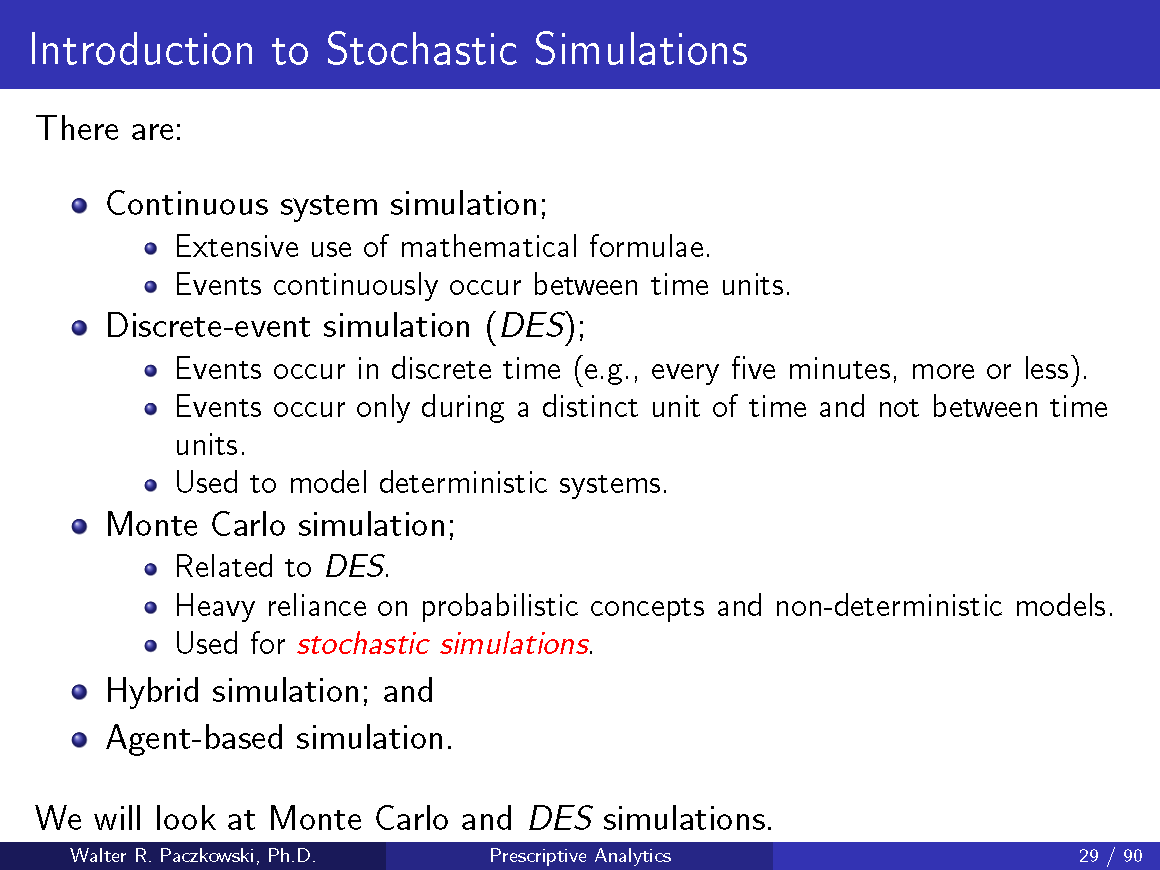 Introduction to Stochastic Simulations
There are:
Continuous system simulation;
Extensive use of mathematical formulae.
Events continuously occur between time units.
Discrete-event simulation (DES);
Events occur in discrete time (e.g., every five minutes, more or less).
Events occur only during a distinct unit of time and not between time
units.
Used to model deterministic systems.
Monte Carlo simulation;
Related to DES.
Heavy reliance on probabilistic concepts and non-deterministic models.
Used for stochastic simulations.
Hybrid simulation; and
Agent-based simulation.
We will look at Monte Carlo and DES simulations.
Walter R. Paczkowski, Ph.D. Prescriptive Analytics 29 / 90